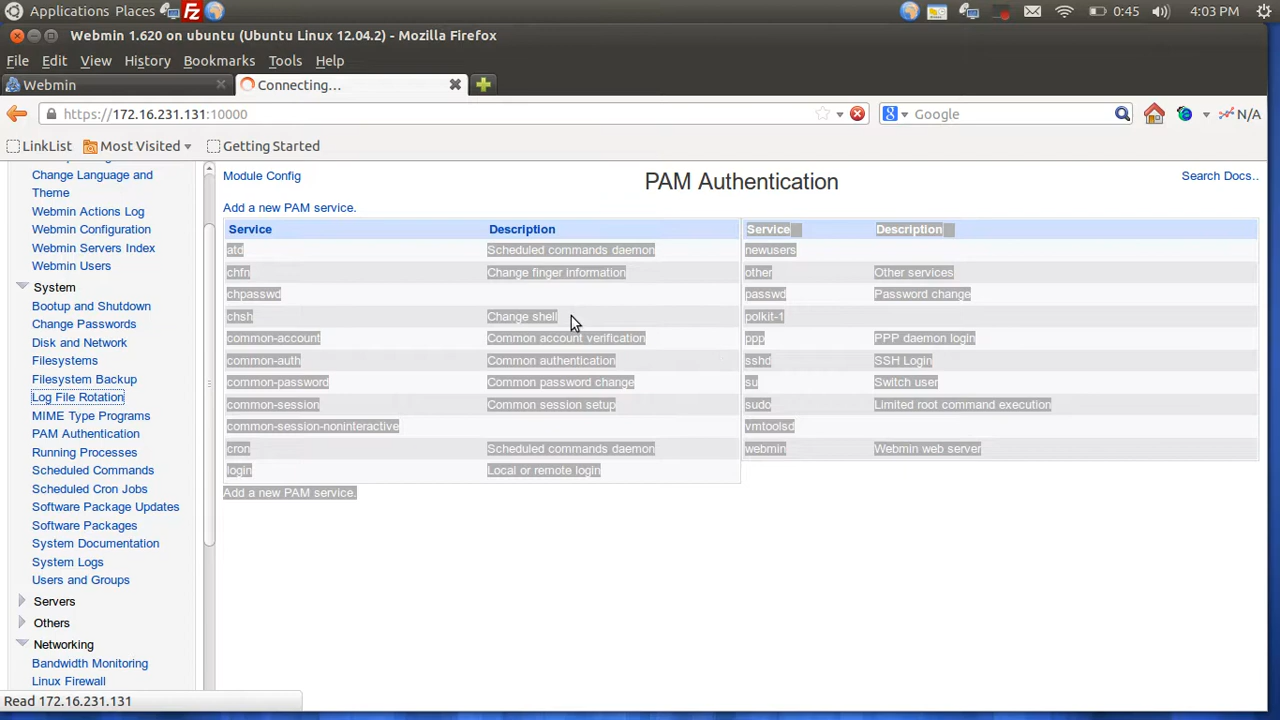 Applications Places 0:45 4:03 PM
Webmin 1.620 on ubuntu (Ubuntu Linux 12.04.2) - Mozilla Firefox
File Edit View History Bookmarks Tools Help
Webmin Connecting...
https://172.16.231.131:10000 Google N/A
LinkList Most Visited Getting Started
Change Language and
Theme
Webmin Actions Log
Webmin Configuration
Webmin Servers Index
Webmin Users
System
Bootup and Shutdown
Change Passwords
Disk and Network
Filesystems
Filesystem Backup
Log File Rotation
MIME Type Programs
PAM Authentication
Running Processes
Scheduled Commands
Scheduled Cron Jobs
Software Package Updates
Software Packages
System Documentation
System Logs
Users and Groups
Servers
Others
Networking
Bandwidth Monitoring
Linux Firewall
Module Config PAM Authentication Search Docs..
Add a new PAM service.
Service Description Service Description
atd Scheduled commands daemon newusers
chfn Change finger information other Other services
chpasswd passwd Password change
chsh Change shell polkit-1
common-account Common account verification ppp PPP daemon login
common-auth Common authentication sshd SSH Login
common-password Common password change su Switch user
common-session Common session setup sudo Limited root command execution
common-session-noninteractive vmtoolsd
cron Scheduled commands daemon webmin Webmin web server
login Local or remote login
Add a new PAM service.
Read 172.16.231.131